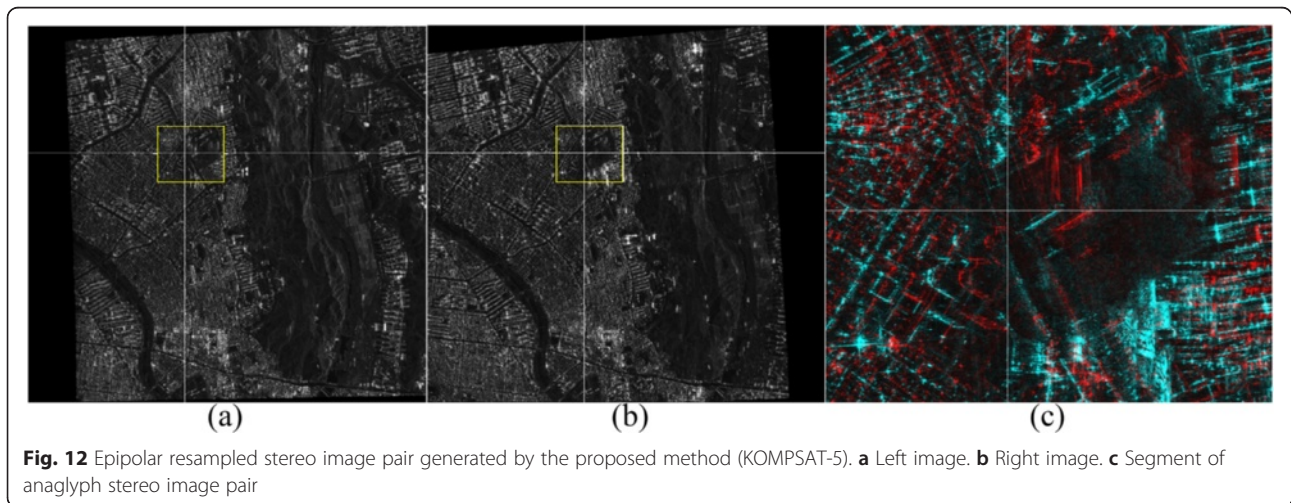 (a)
(b)
(c)
Fig. 12 Epipolar resampled stereo image pair generated by the proposed method (KOMPSAT-5). a Left image. b Right image. c Segment of
anaglyph stereo image pair